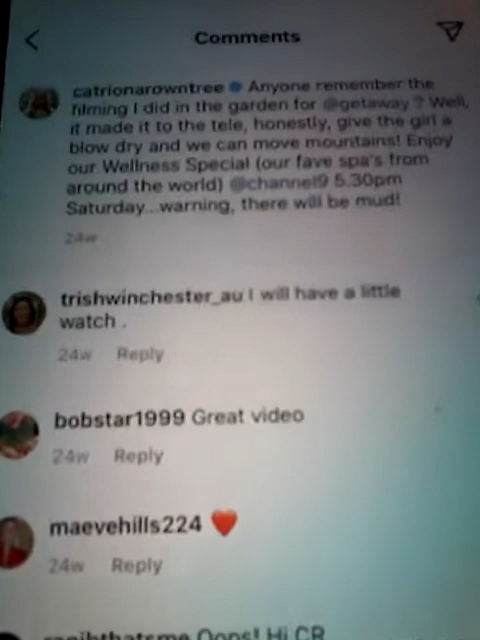 Comments
catrionarowntree Anyone remember the
filming I did in the garden for @getaway ? Well,
it made it to the tele, honestly, give the girl a
blow dry and we can move mountains! Enjoy
our Wellness Special (our fave spa's from
around the world) @channel9 5.30pm
Saturday...warning, there will be mud!
24w
trishwinchester_au I will have a little
watch .
24w Reply
bobstar1999 Great video
24w Reply
maevehills224 ❤️
24w Reply
Oops! Hi CR